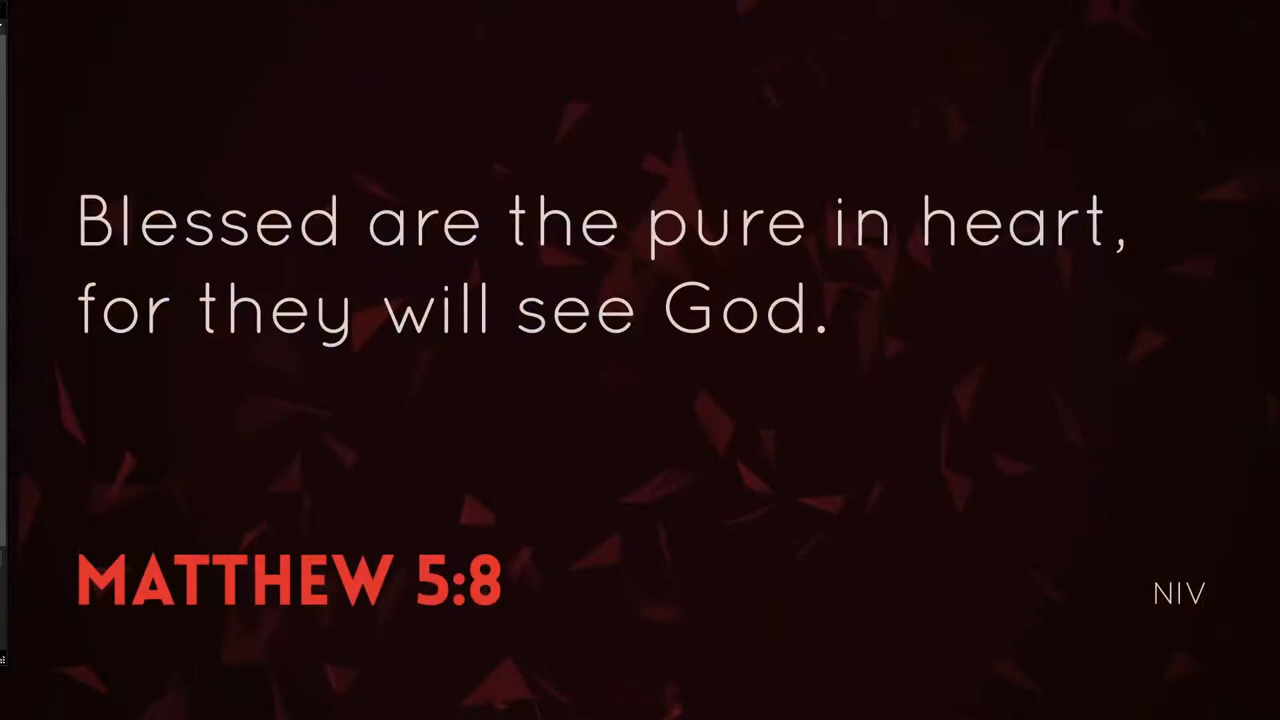 Blessed are the pure in heart,
for they will see God.
MATTHEW 5:8
NIV